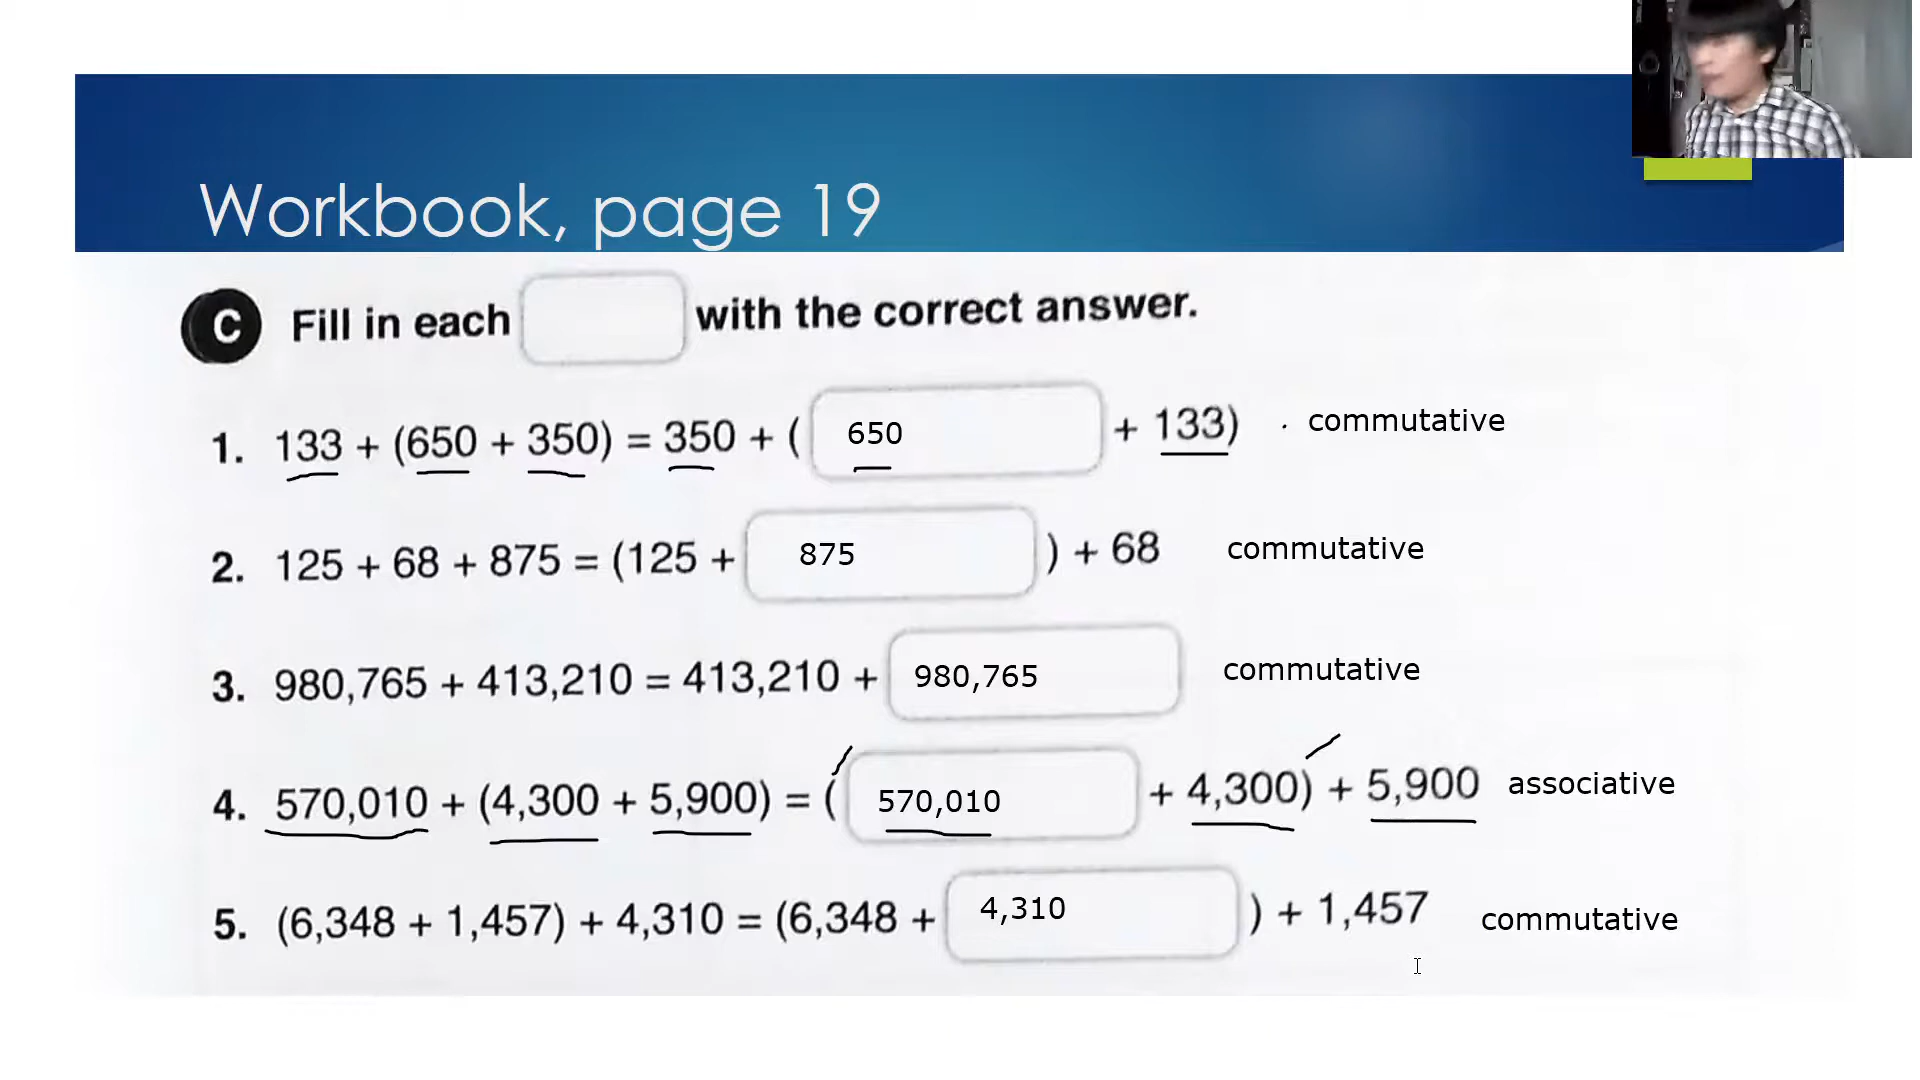 Workbook, page 19
C Fill in each with the correct answer.
1. 133 + (650 + 350) = 350 + ( 650 + 133) . commutative
2. 125 + 68 + 875 = (125 + 875 ) + 68 commutative
3. 980,765 + 413,210 = 413,210 + 980,765 commutative
4. 570,010 + (4,300 + 5,900) = ( 570,010 + 4,300) + 5,900 associative
5. (6,348 + 1,457) + 4,310 = (6,348 + 4,310 ) + 1,457 commutative